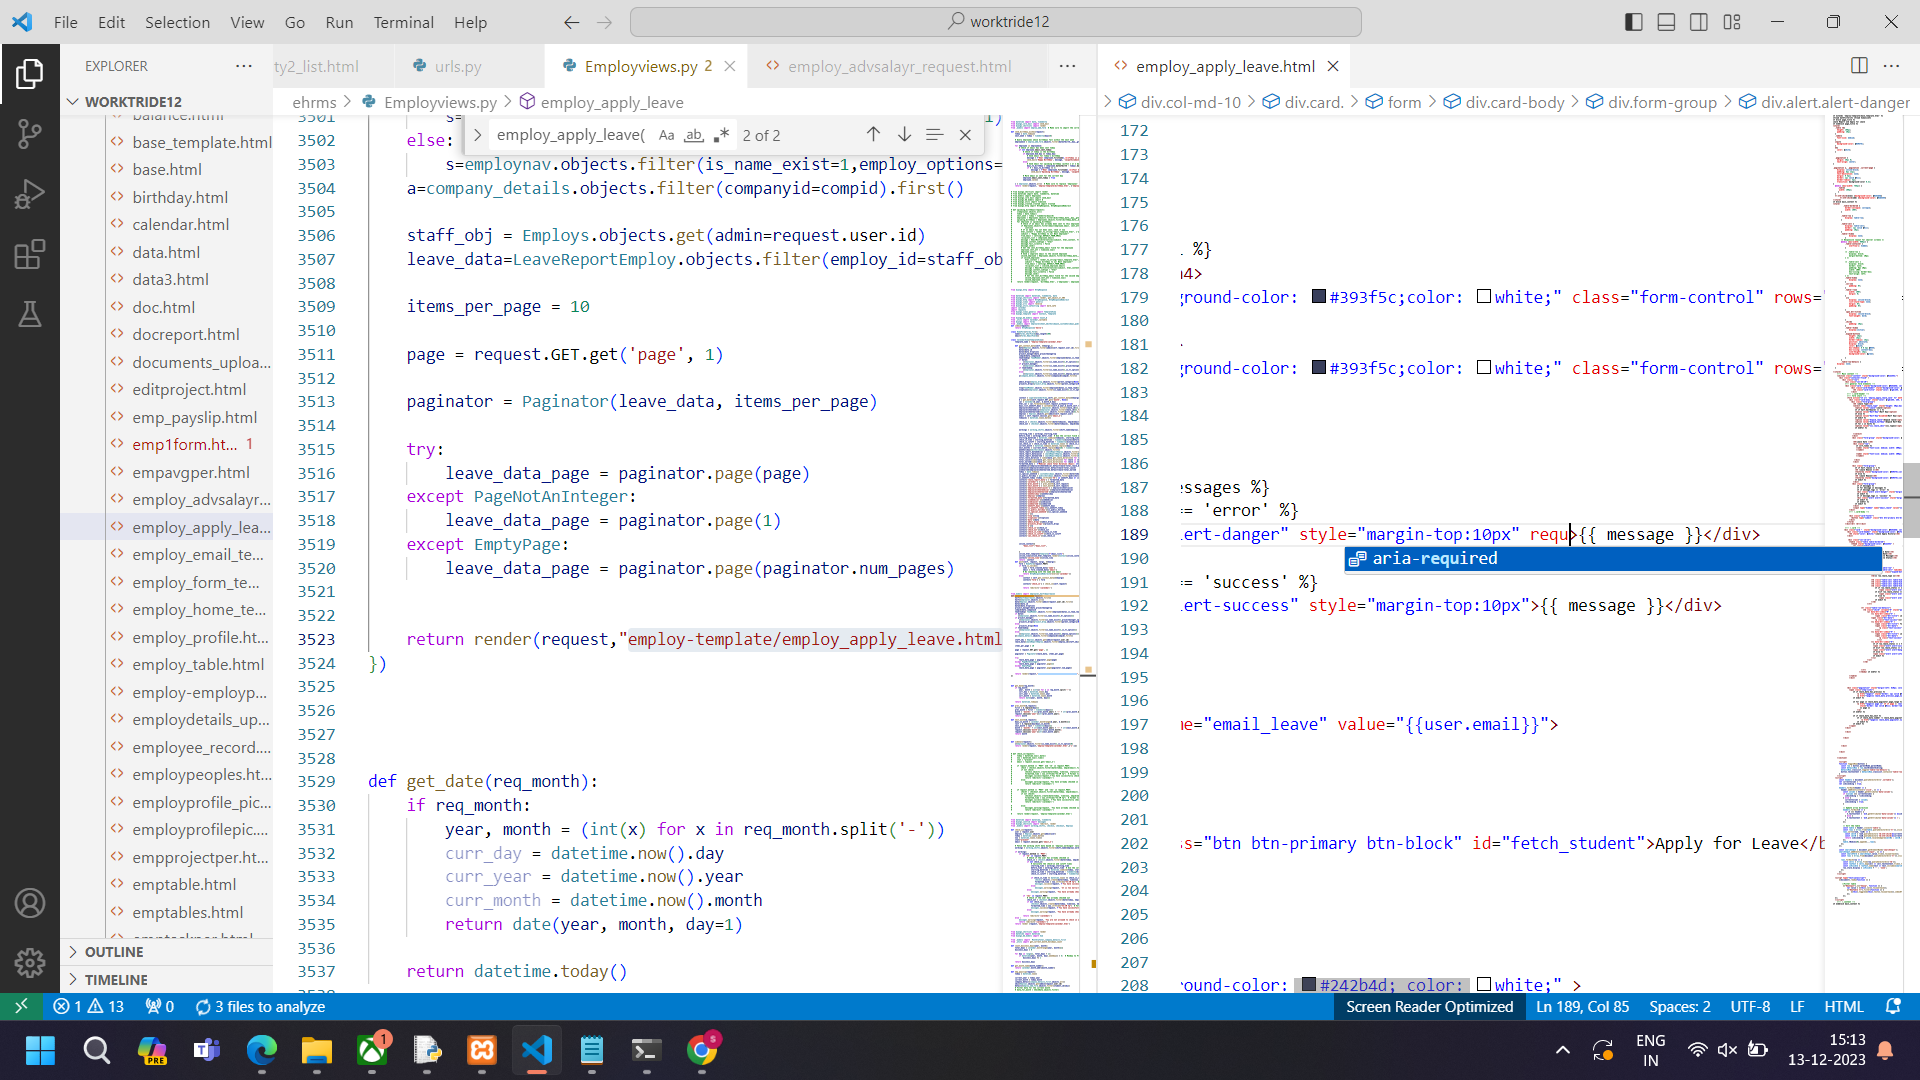 File Edit Selection View Go Run Terminal Help
worktride12
EXPLORER
WORKTRIDE12
balance.html
base_template.html
base.html
birthday.html
calendar.html
data.html
data3.html
doc.html
docreport.html
documents_uploa...
editproject.html
emp_payslip.html
emp1form.ht... 1
empavgper.html
employ_advsalayr...
employ_apply_lea...
employ_email_te...
employ_form_te...
employ_home_te...
employ_profile.ht...
employ_table.html
employ-employp...
employdetails_up...
employee_record....
employpeoples.ht...
employprofile_pic...
employprofilepic....
empprojectper.ht...
emptable.html
emptables.html
OUTLINE
TIMELINE
ty2_list.html
urls.py
Employviews.py 2
employ_advsalayr_request.html
ehrms > Employviews.py > employ_apply_leave
employ_apply_leave( Aa ab .* 2 of 2
3501 s= 1)
3502 else:
3503 s=employnav.objects.filter(is_name_exist=1,employ_options=
3504 a=company_details.objects.filter(companyid=compid).first()
3505
3506 staff_obj = Employs.objects.get(admin=request.user.id)
3507 leave_data=LeaveReportEmploy.objects.filter(employ_id=staff_ob
3508
3509 items_per_page = 10
3510
3511 page = request.GET.get('page', 1)
3512
3513 paginator = Paginator(leave_data, items_per_page)
3514
3515 try:
3516 leave_data_page = paginator.page(page)
3517 except PageNotAnInteger:
3518 leave_data_page = paginator.page(1)
3519 except EmptyPage:
3520 leave_data_page = paginator.page(paginator.num_pages)
3521
3522
3523 return render(request,"employ-template/employ_apply_leave.html
3524 })
3525
3526
3527
3528
3529 def get_date(req_month):
3530 if req_month:
3531 year, month = (int(x) for x in req_month.split('-'))
3532 curr_day = datetime.now().day
3533 curr_year = datetime.now().year
3534 curr_month = datetime.now().month
3535 return date(year, month, day=1)
3536
3537 return datetime.today()
employ_apply_leave.html
> div.col-md-10 > div.card. > form > div.card-body > div.form-group > div.alert.alert-danger
172
173
174
175
176
177 %}
178 14>
179 ground-color: #393f5c;color: white;" class="form-control" rows="
180
181
182 ground-color: #393f5c;color: white;" class="form-control" rows="
183
184
185
186
187 essages %}
188 = 'error' %}
189 lert-danger" style="margin-top:10px" requ>{{ message }}</div>
aria-required
190
191 = 'success' %}
192 lert-success" style="margin-top:10px">{{ message }}</div>
193
194
195
196
197 me="email_leave" value="{{user.email}}">
198
199
200
201
202 ss="btn btn-primary btn-block" id="fetch_student">Apply for Leave</b
203
204
205
206
207
208 round-color: #242b4d; color: white;" >
1 13 0 3 files to analyze
Screen Reader Optimized Ln 189, Col 85 Spaces: 2 UTF-8 LF HTML
PRE
1
S
ENG
IN
15:13
13-12-2023